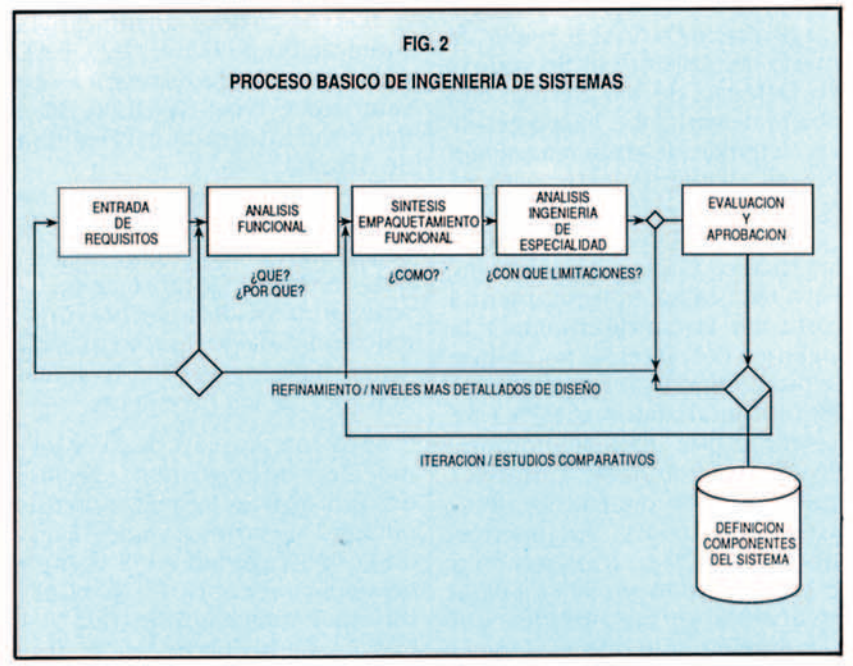 FIG. 2
PROCESO BASICO DE INGENIERIA DE SISTEMAS
ENTRADA
DE
REQUISITOS
ANALISIS
FUNCIONAL
SINTESIS
EMPAQUETAMIENTO
FUNCIONAL
ANALISIS
INGENIERIA
DE
ESPECIALIDAD
EVALUACION
Y
APROBACION
¿QUE?
¿POR QUE?
¿COMO?
¿CON QUE LIMITACIONES?
REFINAMIENTO / NIVELES MAS DETALLADOS DE DISEÑO
ITERACION / ESTUDIOS COMPARATIVOS
DEFINICION
COMPONENTES
DEL SISTEMA